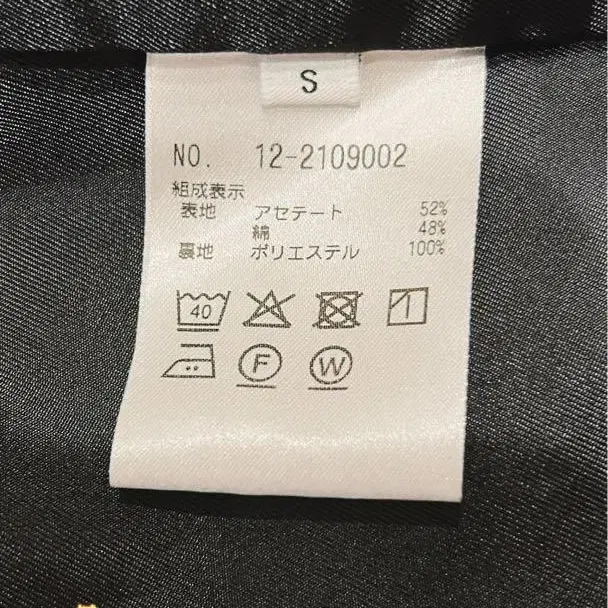 S
NO. 12-2109002
組成表示
表地 アセテート 52%
綿 48%
裏地 ポリエステル 100%
40
F W